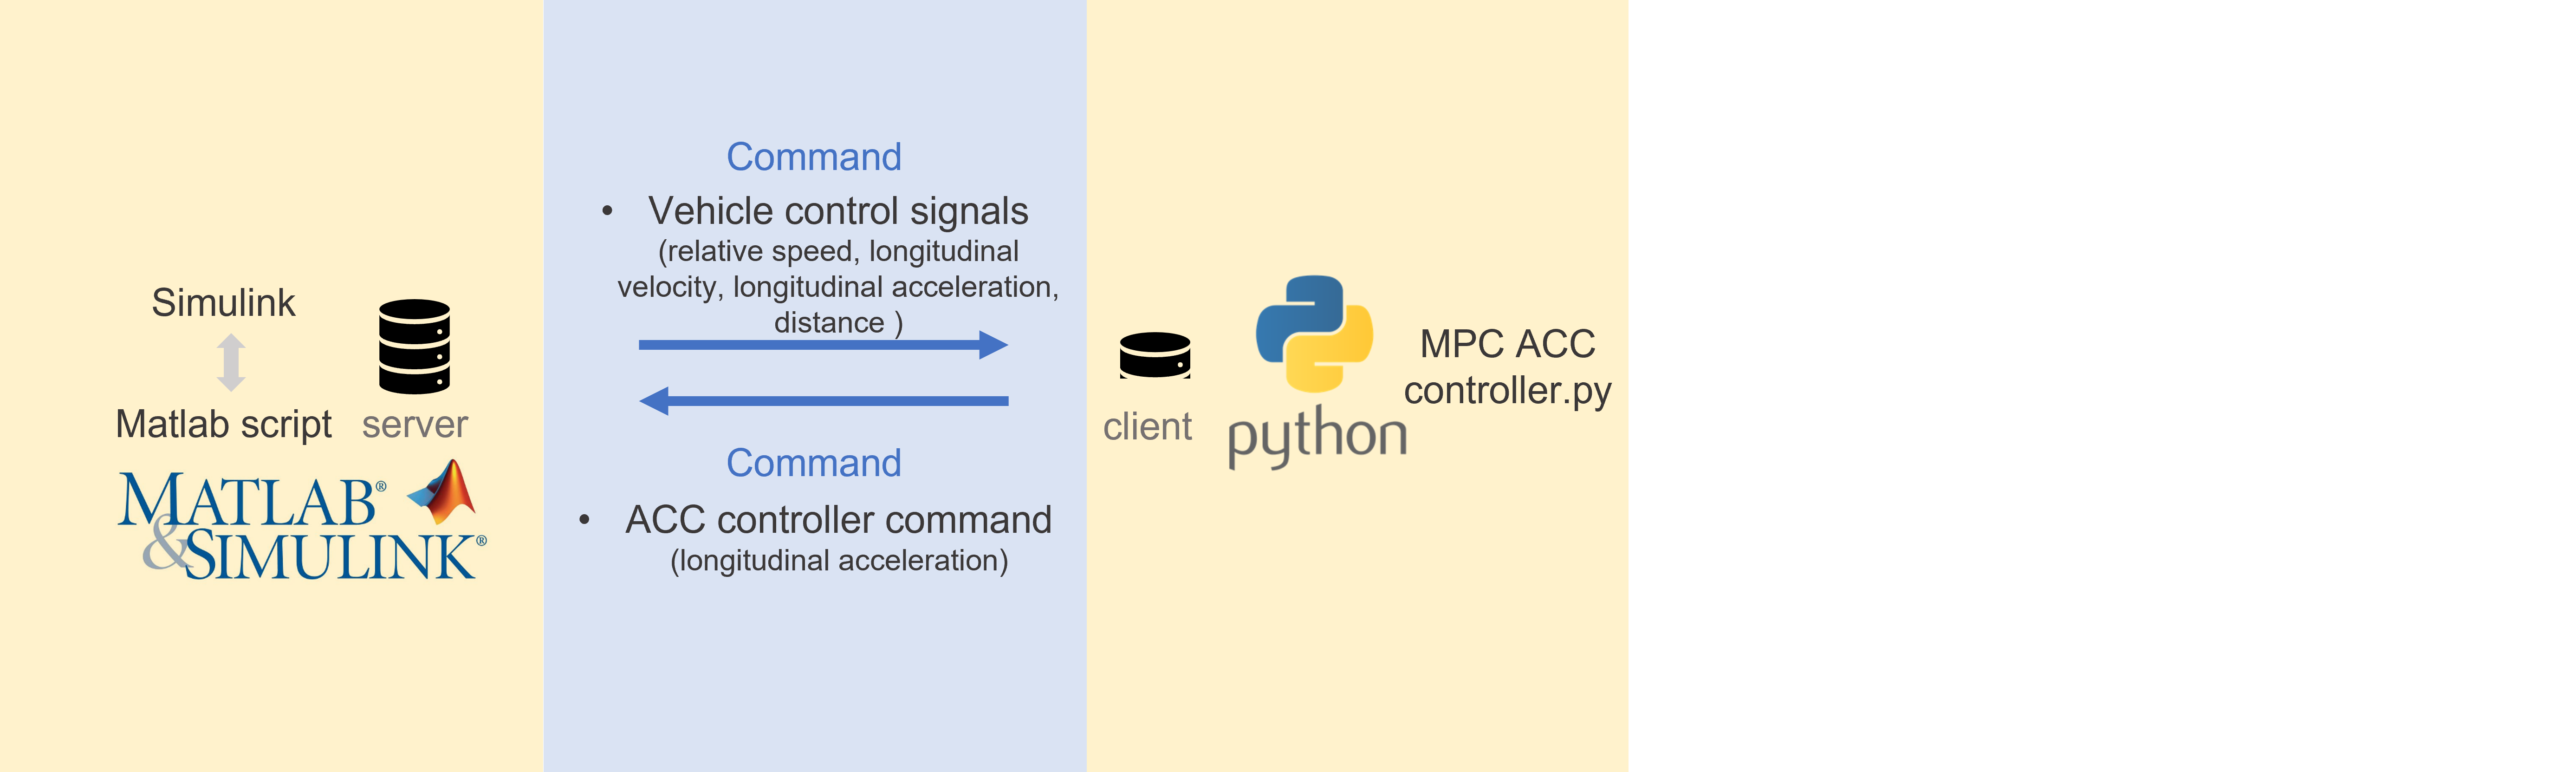 Simulink
Matlab script
server
MATLAB®
&SIMULINK®
Command
• Vehicle control signals
(relative speed, longitudinal
velocity, longitudinal acceleration,
distance )
Command
• ACC controller command
(longitudinal acceleration)
client
python
MPC ACC
controller.py